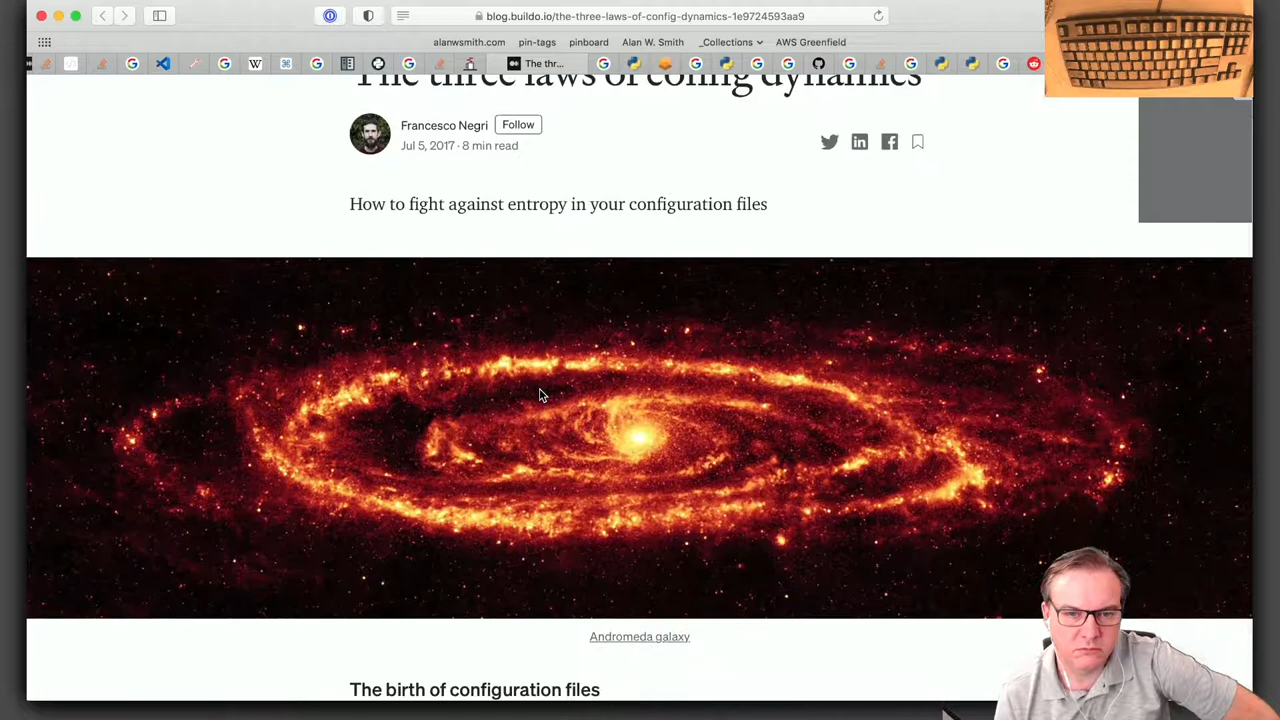 blog.buildo.io/the-three-laws-of-config-dynamics-1e9724593aa9
alanwsmith.com pin-tags pinboard Alan W. Smith _Collections AWS Greenfield
The thr...
The three laws of config dynamics
Francesco Negri Follow
Jul 5, 2017 · 8 min read
How to fight against entropy in your configuration files
Andromeda galaxy
The birth of configuration files